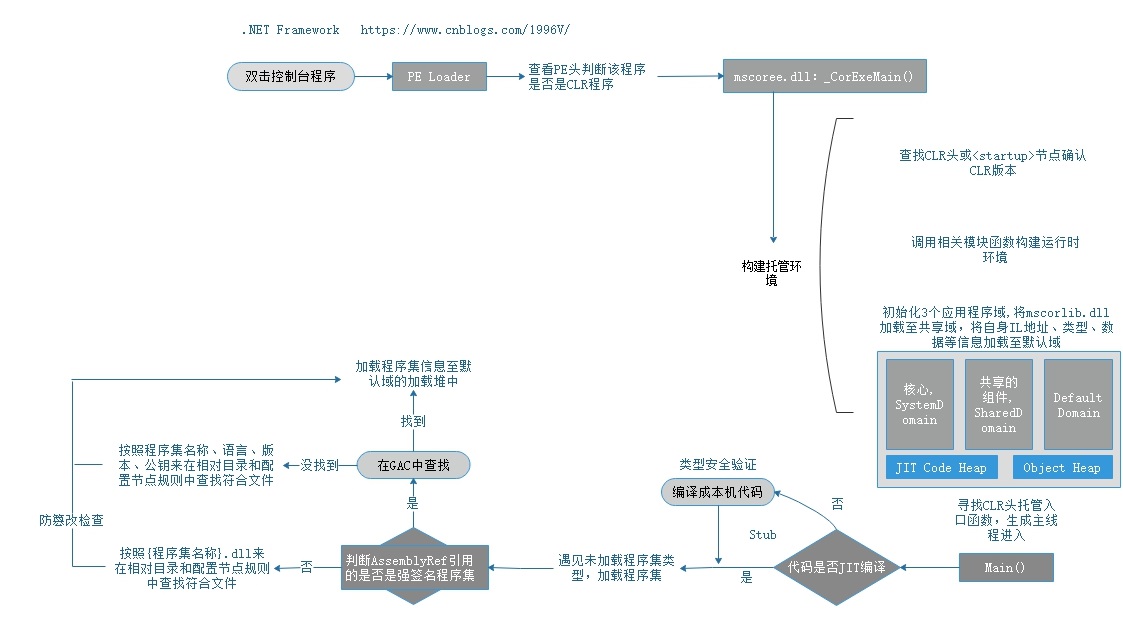 .NET Framework   https://www.cnblogs.com/1996V/
双击控制台程序
PE Loader
查看PE头判断该程序
是否是CLR程序
mscoree.dll: _CorExeMain()
构建托管环
境
查找CLR头或<startup>节点确认
CLR版本
调用相关模块函数构建运行时
环境
初始化3个应用程序域,将mscorlib.dll
加载至共享域，将自身IL地址、类型、数
据等信息加载至默认域
核心,
SystemD
omain
共享的
组件,
SharedD
omain
Default
Domain
JIT Code Heap
Object Heap
寻找CLR头托管入
口函数，生成主线
程进入
Main()
代码是否JIT编译
否
类型安全验证
编译成本机代码
Stub
是
遇见未加载程序集类
型，加载程序集
判断AssemblyRef引用
的是否是强签名程序集
是
否
在GAC中查找
找到
加载程序集信息至默
认域的加载堆中
没找到
按照程序集名称、语言、版
本、公钥来在相对目录和配
置节点规则中查找符合文件
防篡改检查
按照{程序集名称}.dll来
在相对目录和配置节点规则
中查找符合文件